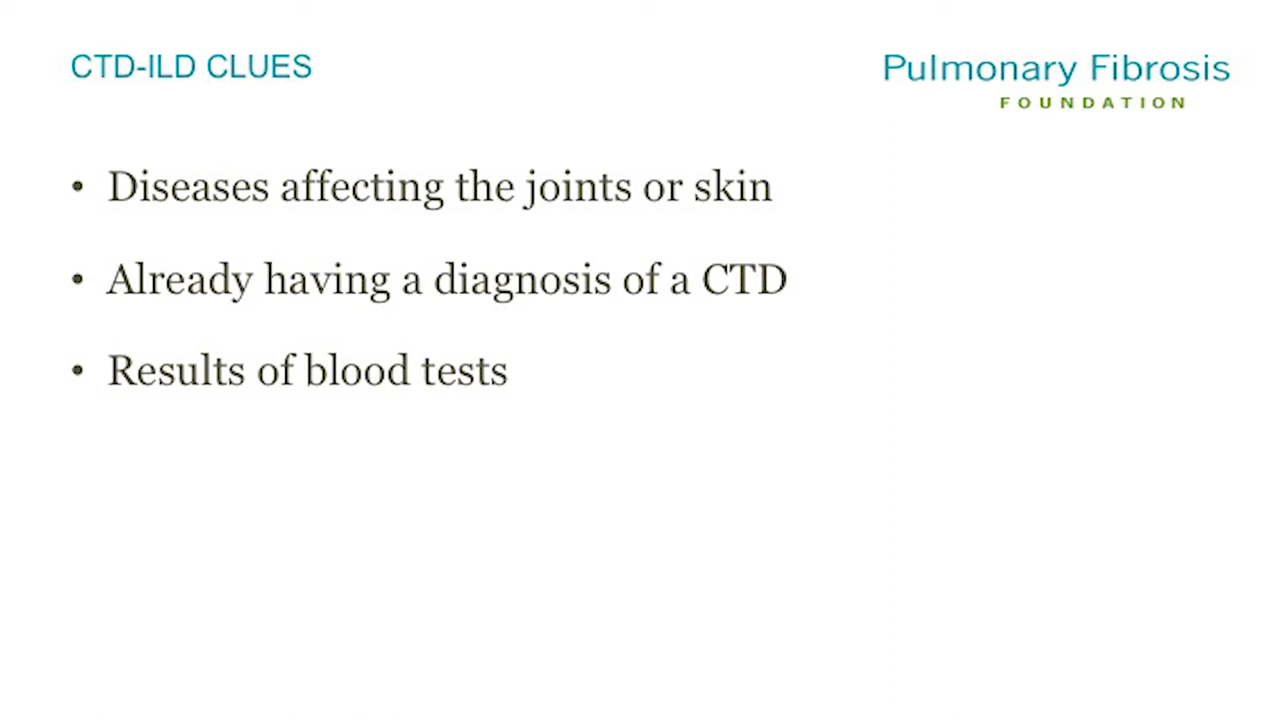 CTD-ILD CLUES
Pulmonary Fibrosis
FOUNDATION
• Diseases affecting the joints or skin
• Already having a diagnosis of a CTD
• Results of blood tests